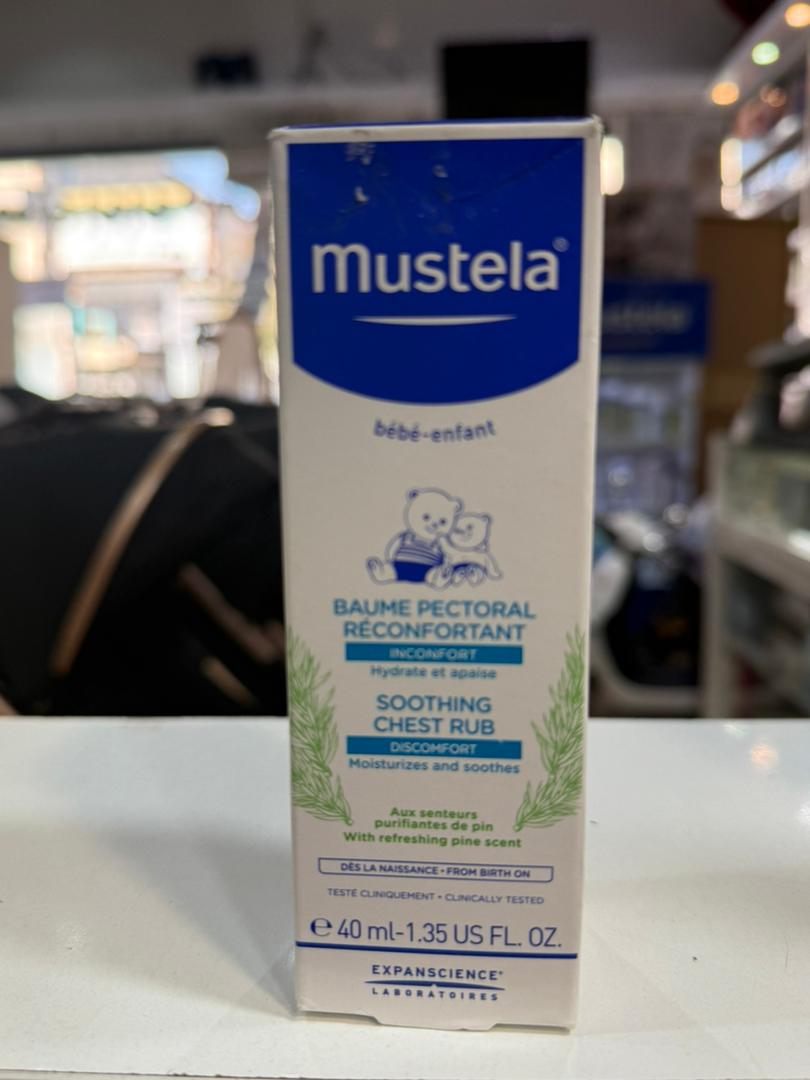 mustela®
bébé-enfant
BAUME PECTORAL
RÉCONFORTANT
INCONFORT
Hydrate et apaise
SOOTHING
CHEST RUB
DISCOMFORT
Moisturizes and soothes
Aux senteurs
purifiantes de pin
With refreshing pine scent
DÈS LA NAISSANCE • FROM BIRTH ON
TESTÉ CLINIQUEMENT • CLINICALLY TESTED
℮ 40 ml-1.35 US FL. OZ.
EXPANSCIENCE®
LABORATOIRES